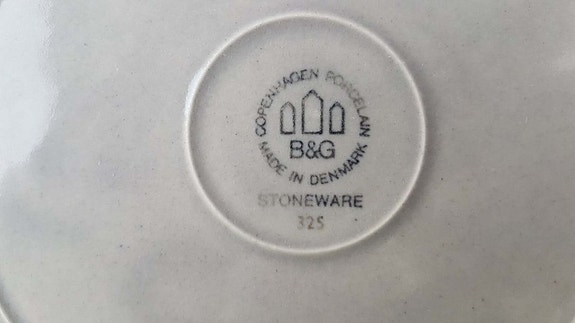 COPENHAGEN PORCELAIN
B&G
MADE IN DENMARK
STONEWARE
325